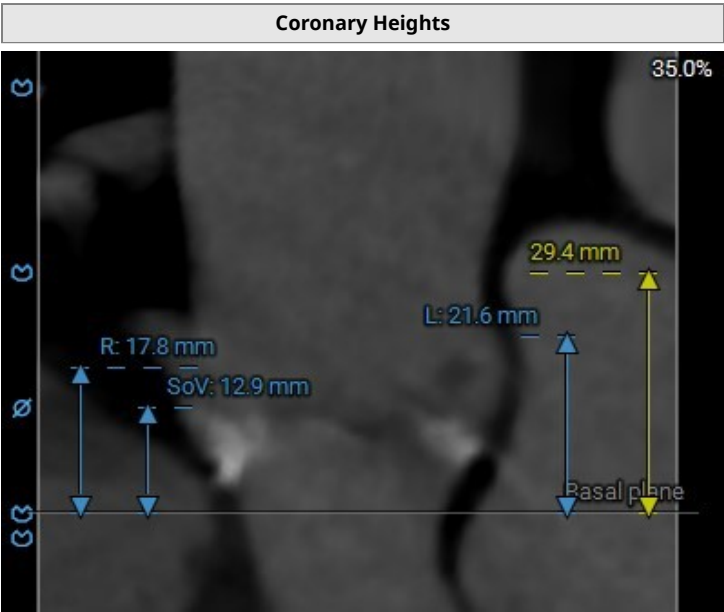 Coronary Heights
35.0%
29.4 mm
L: 21.6 mm
R: 17.8 mm
SoV: 12.9 mm
Basal plane